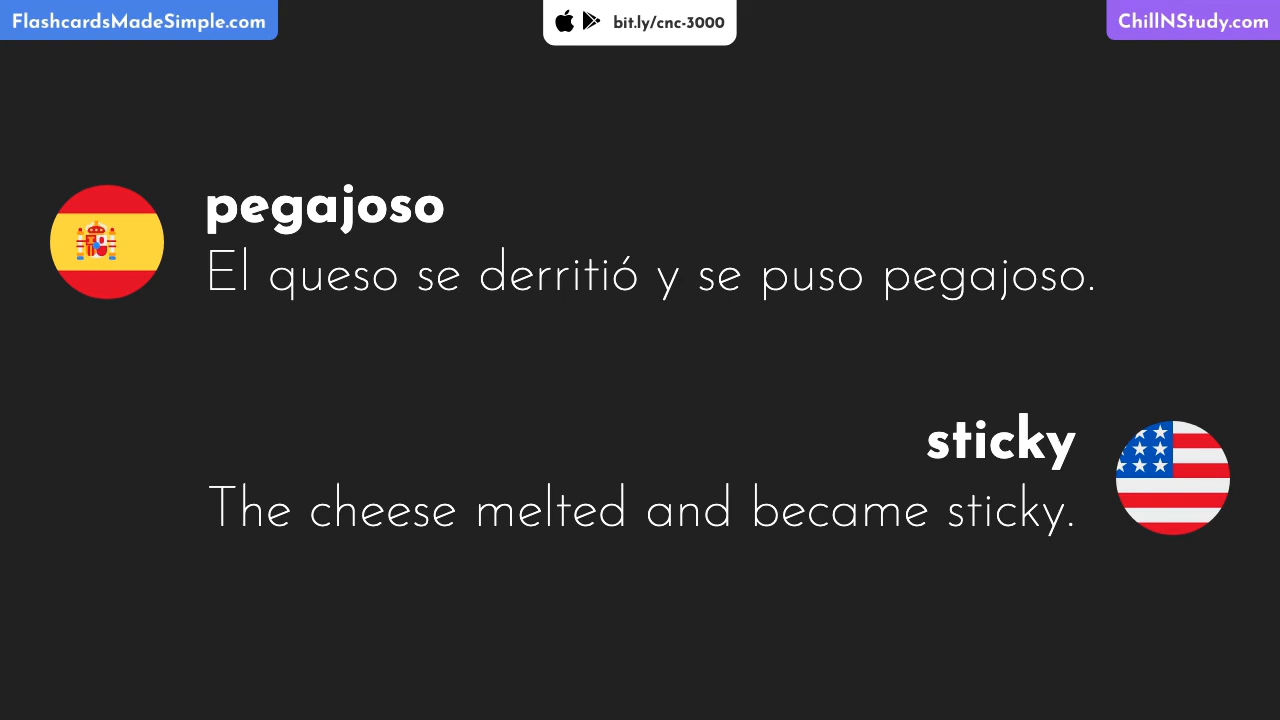 FlashcardsMadeSimple.com
bit.ly/cnc-3000
ChillNStudy.com
pegajoso
El queso se derritió y se puso pegajoso.
sticky
The cheese melted and became sticky.